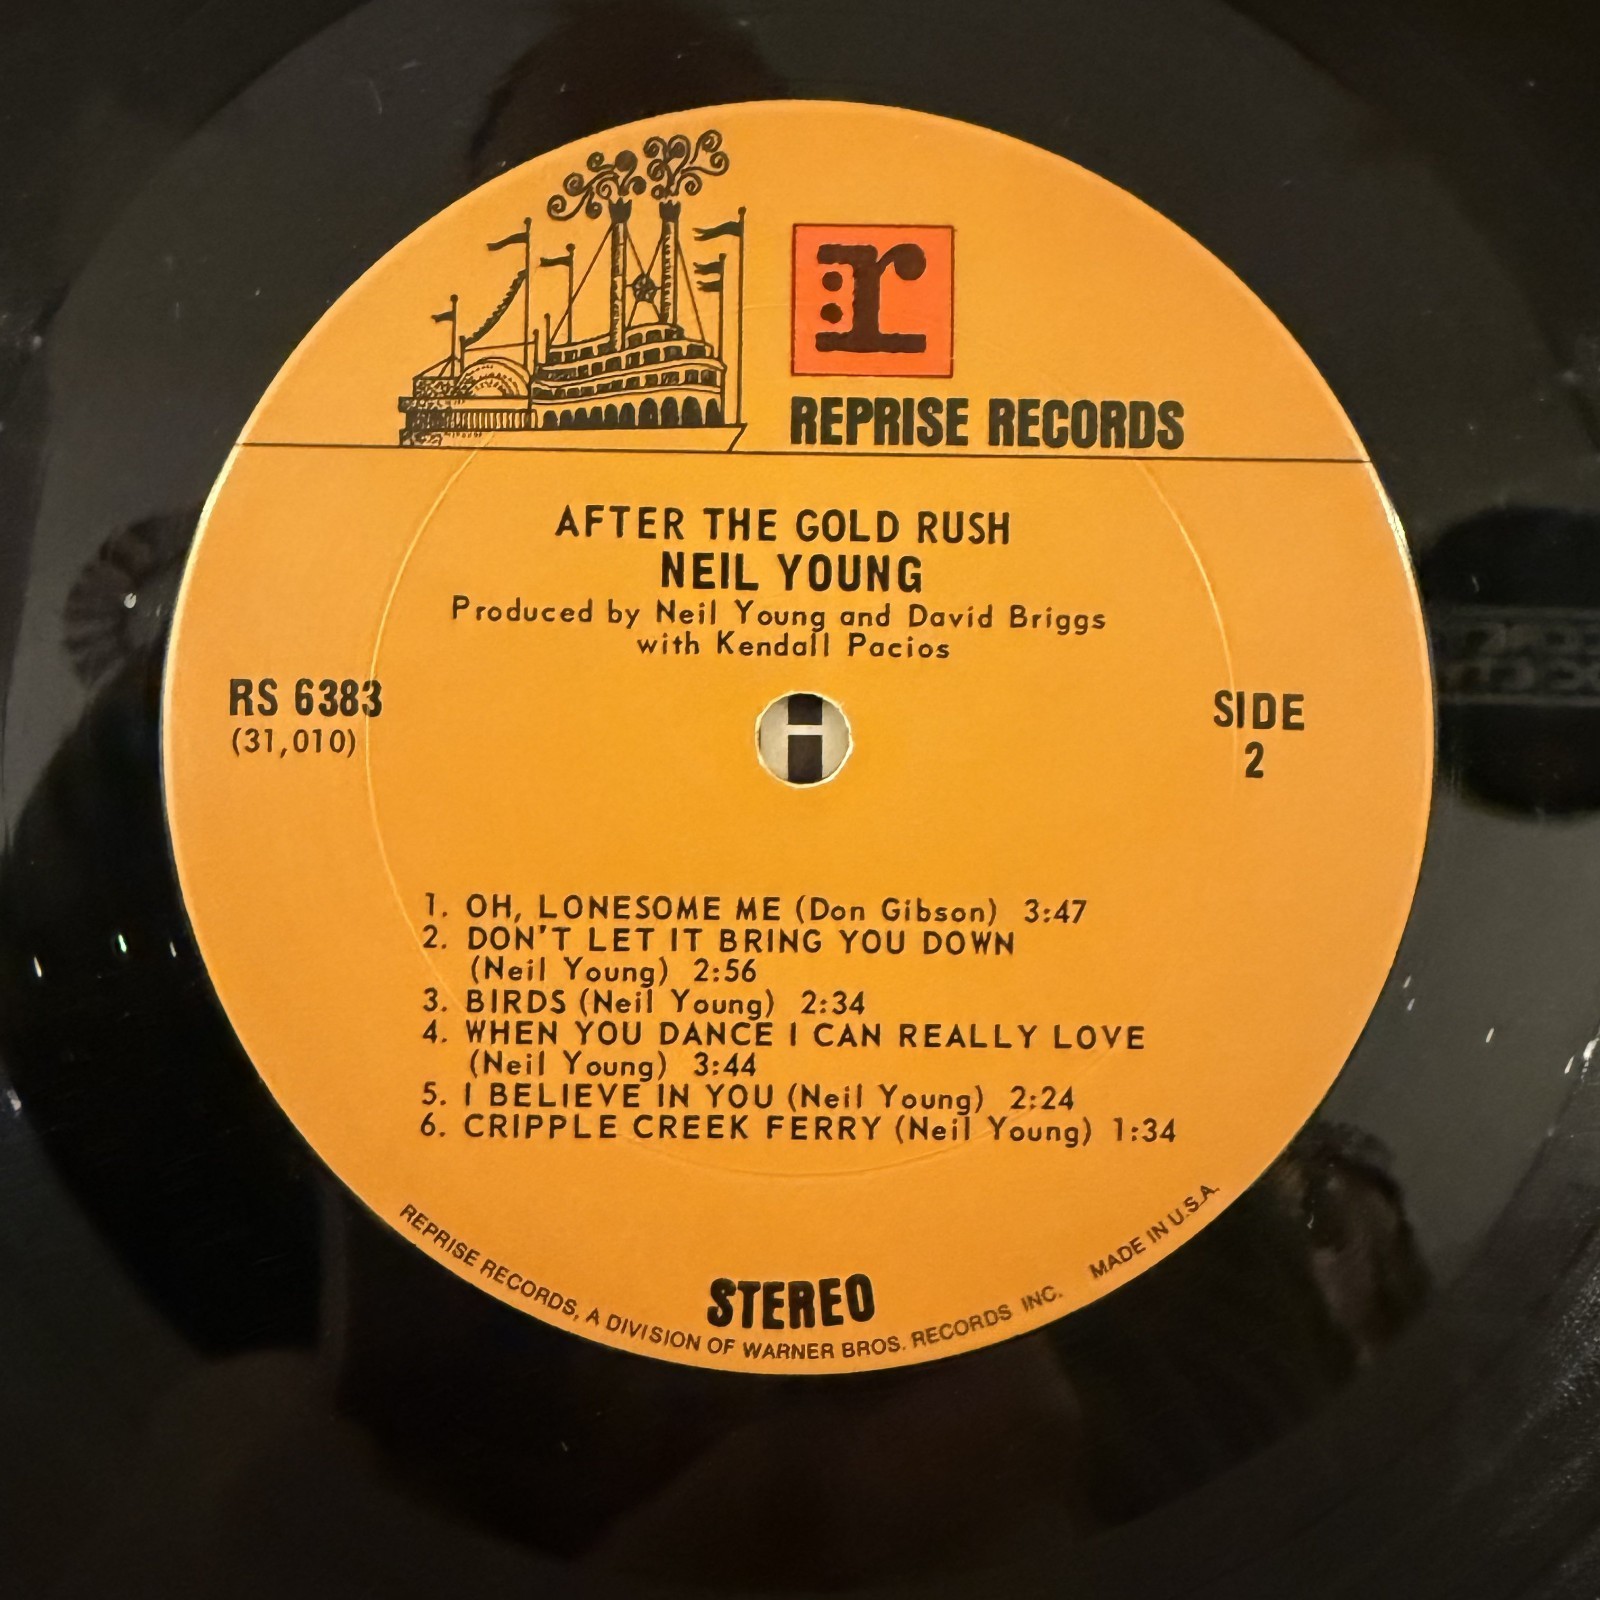 r:
REPRISE RECORDS
AFTER THE GOLD RUSH
NEIL YOUNG
Produced by Neil Young and David Briggs
with Kendall Pacios
RS 6383
(31,010)
SIDE
2
1. OH, LONESOME ME (Don Gibson) 3:47
2. DON'T LET IT BRING YOU DOWN
(Neil Young) 2:56
3. BIRDS (Neil Young) 2:34
4. WHEN YOU DANCE I CAN REALLY LOVE
(Neil Young) 3:44
5. I BELIEVE IN YOU (Neil Young) 2:24
6. CRIPPLE CREEK FERRY (Neil Young) 1:34
STEREO
REPRISE RECORDS, A DIVISION OF WARNER BROS. RECORDS INC. MADE IN U.S.A.